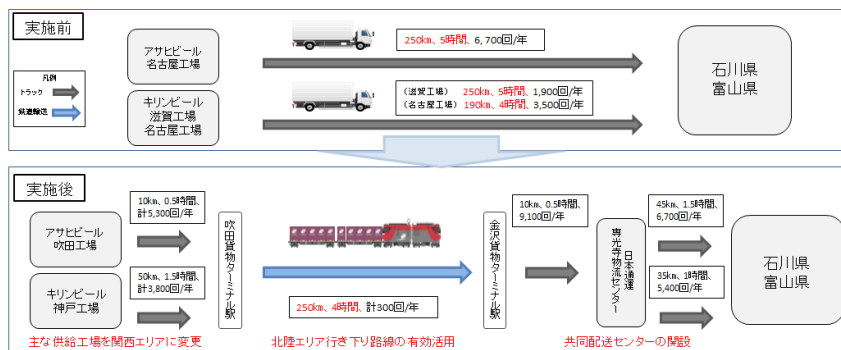 実施前
凡例
トラック
鉄道輸送
アサヒビール
名古屋工場
キリンビール
滋賀工場
名古屋工場
250km、5時間、6,700回/年
（滋賀工場） 250km、5時間、1,900回/年
（名古屋工場） 190km、4時間、3,500回/年
石川県
富山県
実施後
アサヒビール
吹田工場
キリンビール
神戸工場
10km、0.5時間、
計5,300回/年
50km、1.5時間、
計3,800回/年
吹田貨物ターミナル駅
250km、4時間、計300回/年
金沢貨物ターミナル駅
10km、0.5時間、
9,100回/年
日本通運
専光寺物流センター
45km、1.5時間、
6,700回/年
35km、1時間、
5,400回/年
石川県
富山県
主な供給工場を関西エリアに変更
北陸エリア行き下り路線の有効活用
共同配送センターの開設